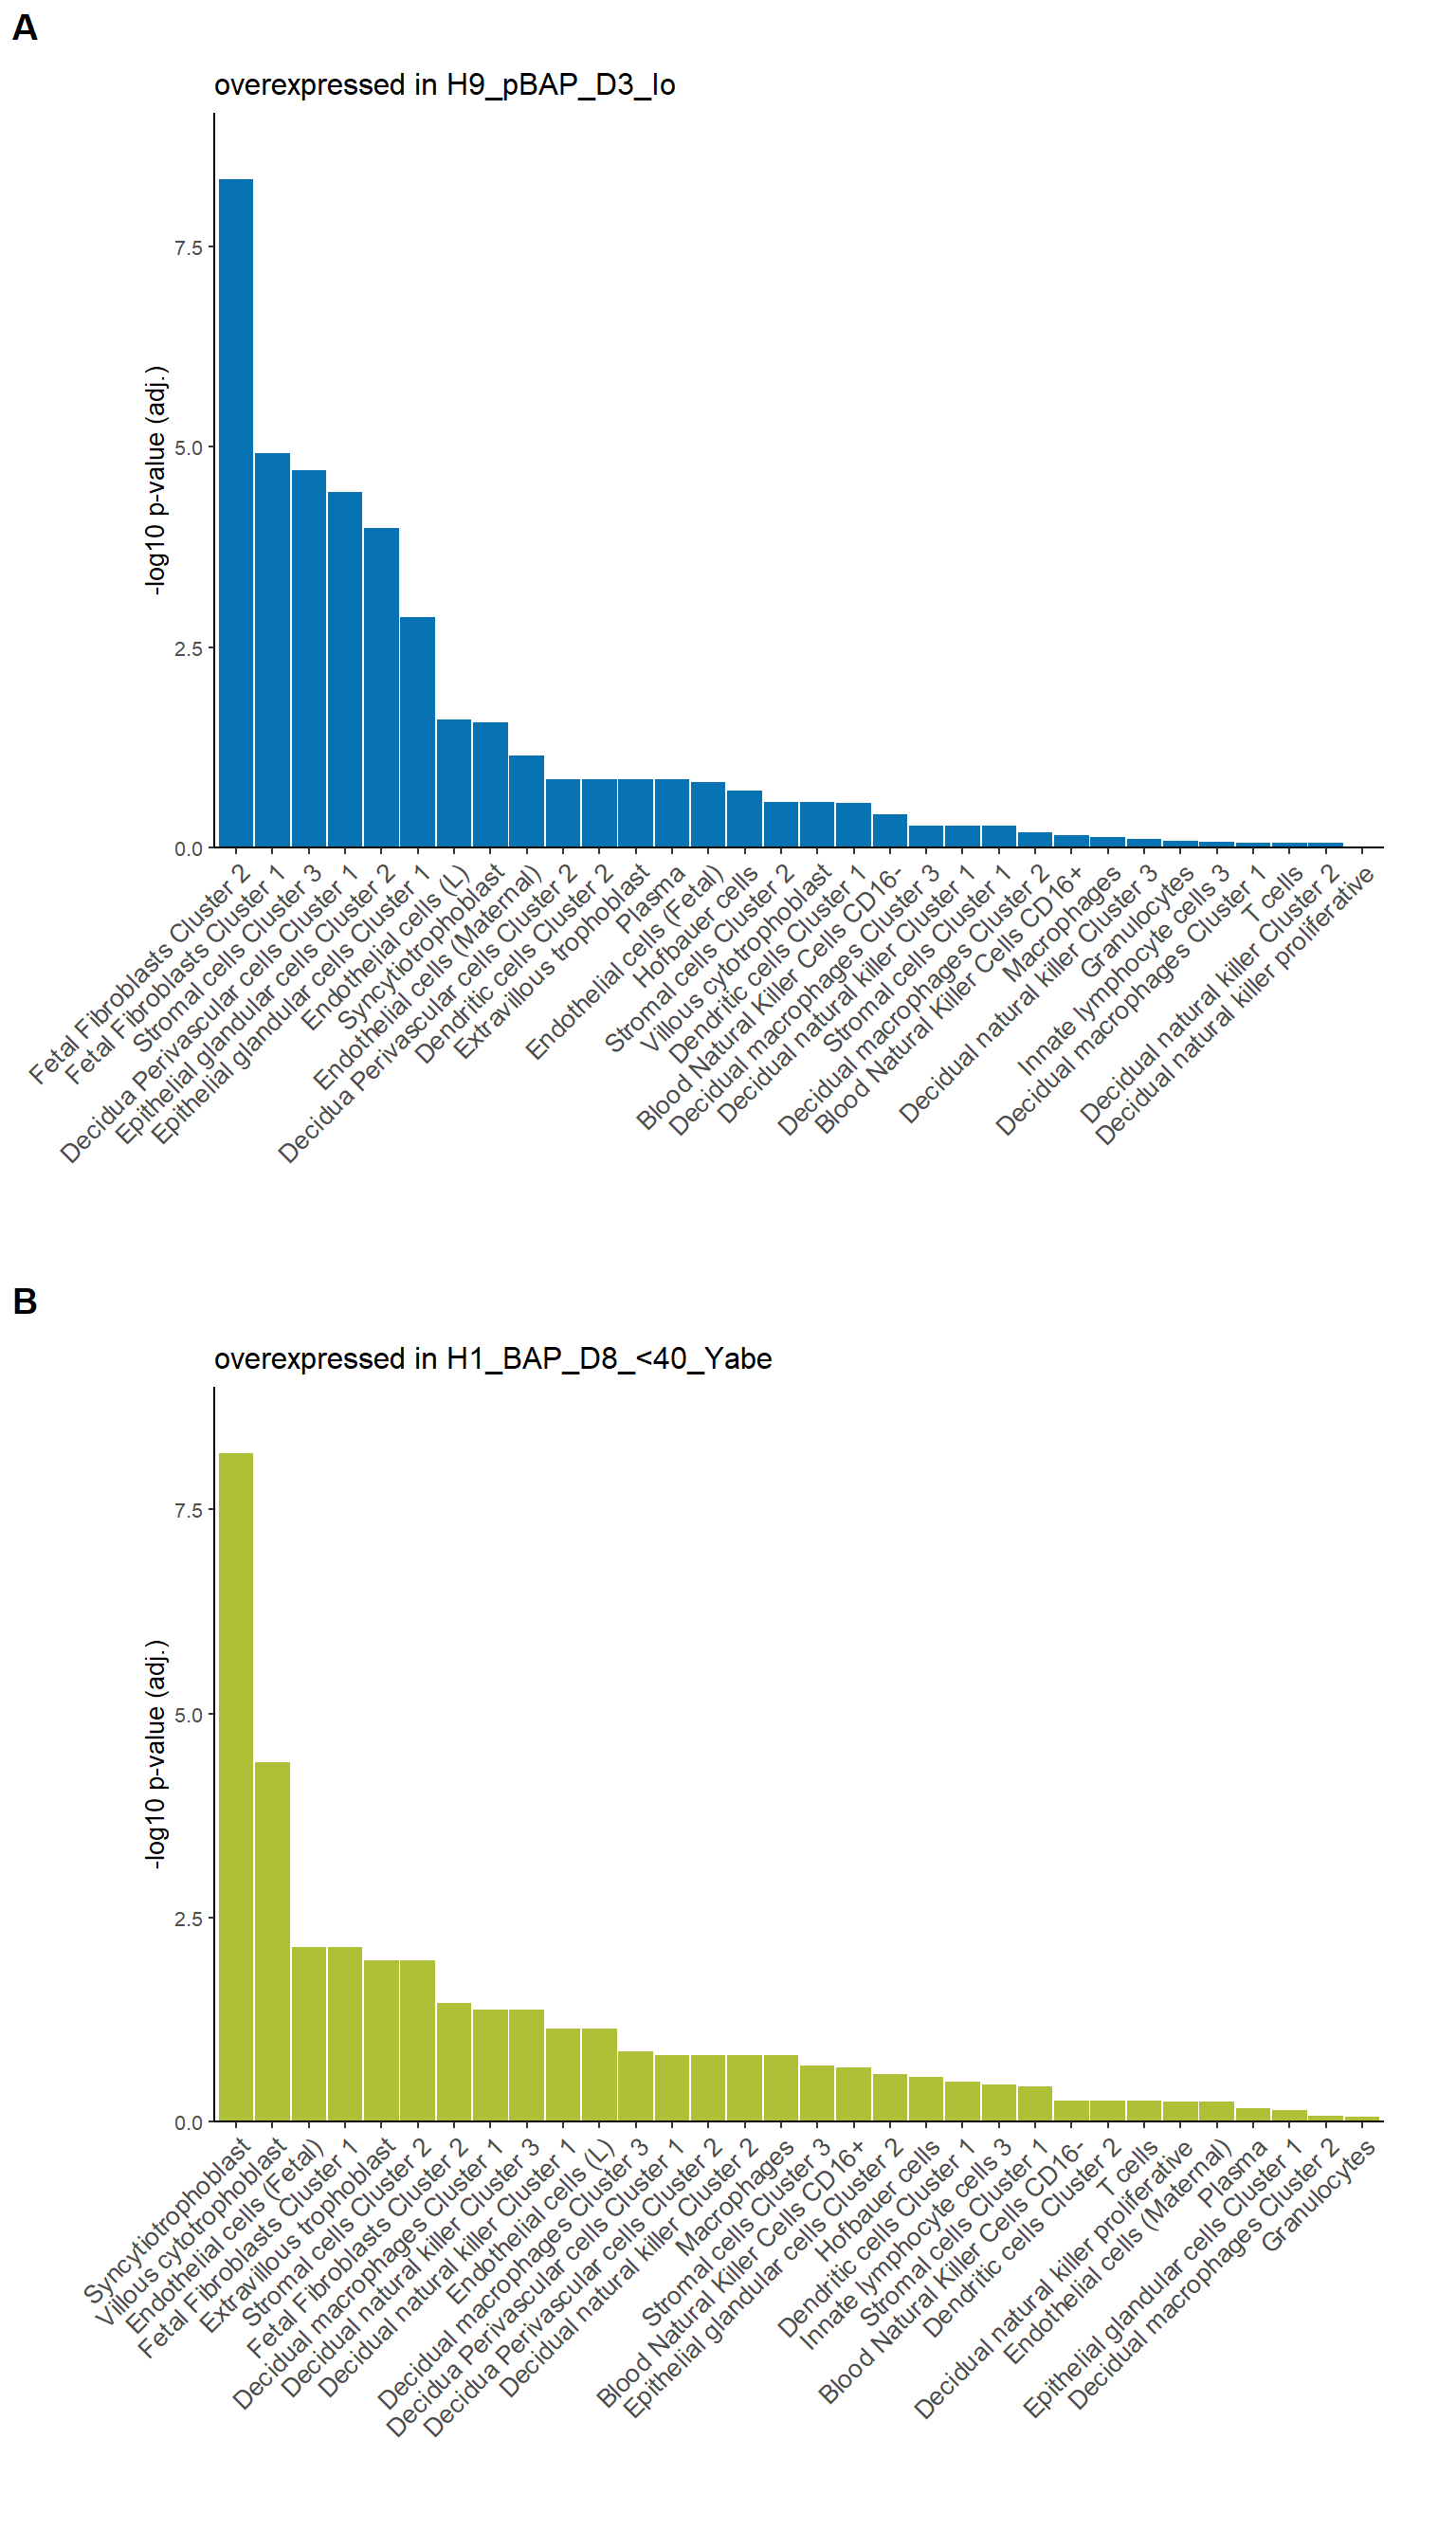 A
overexpressed in H9_pBAP_D3_Io
-log10 p-value (adj.)
7.5
5.0
2.5
0.0
Fetal Fibroblasts Cluster 2
Fetal Fibroblasts Cluster 1
Stromal cells Cluster 3
Decidua Perivascular cells Cluster 1
Epithelial glandular cells Cluster 2
Epithelial glandular cells Cluster 1
Endothelial cells (L)
Syncytiotrophoblast
Endothelial cells (Maternal)
Decidua Perivascular cells Cluster 2
Dendritic cells Cluster 2
Extravillous trophoblast
Plasma
Endothelial cells (Fetal)
Hofbauer cells
Stromal cells Cluster 2
Villous cytotrophoblast
Dendritic cells Cluster 1
Blood Natural Killer Cells CD16-
Decidual macrophages Cluster 3
Decidual natural killer Cluster 1
Stromal cells Cluster 1
Decidual macrophages Cluster 2
Blood Natural Killer Cells CD16+
Macrophages
Decidual natural killer Cluster 3
Granulocytes
Innate lymphocyte cells 3
Decidual macrophages Cluster 1
T cells
Decidual natural killer Cluster 2
Decidual natural killer proliferative
B
overexpressed in H1_BAP_D8_<40_Yabe
-log10 p-value (adj.)
7.5
5.0
2.5
0.0
Syncytiotrophoblast
Villous cytotrophoblast
Endothelial cells (Fetal)
Fetal Fibroblasts Cluster 1
Extravillous trophoblast
Stromal cells Cluster 2
Fetal Fibroblasts Cluster 2
Decidual macrophages Cluster 1
Decidual natural killer Cluster 3
Decidual natural killer Cluster 1
Endothelial cells (L)
Decidual macrophages Cluster 3
Decidua Perivascular cells Cluster 1
Decidua Perivascular cells Cluster 2
Decidual natural killer Cluster 2
Macrophages
Stromal cells Cluster 3
Blood Natural Killer Cells CD16+
Epithelial glandular cells Cluster 2
Hofbauer cells
Dendritic cells Cluster 1
Innate lymphocyte cells 3
Stromal cells Cluster 1
Blood Natural Killer Cells CD16-
Dendritic cells Cluster 2
T cells
Decidual natural killer proliferative
Endothelial cells (Maternal)
Plasma
Epithelial glandular cells Cluster 1
Decidual macrophages Cluster 2
Granulocytes